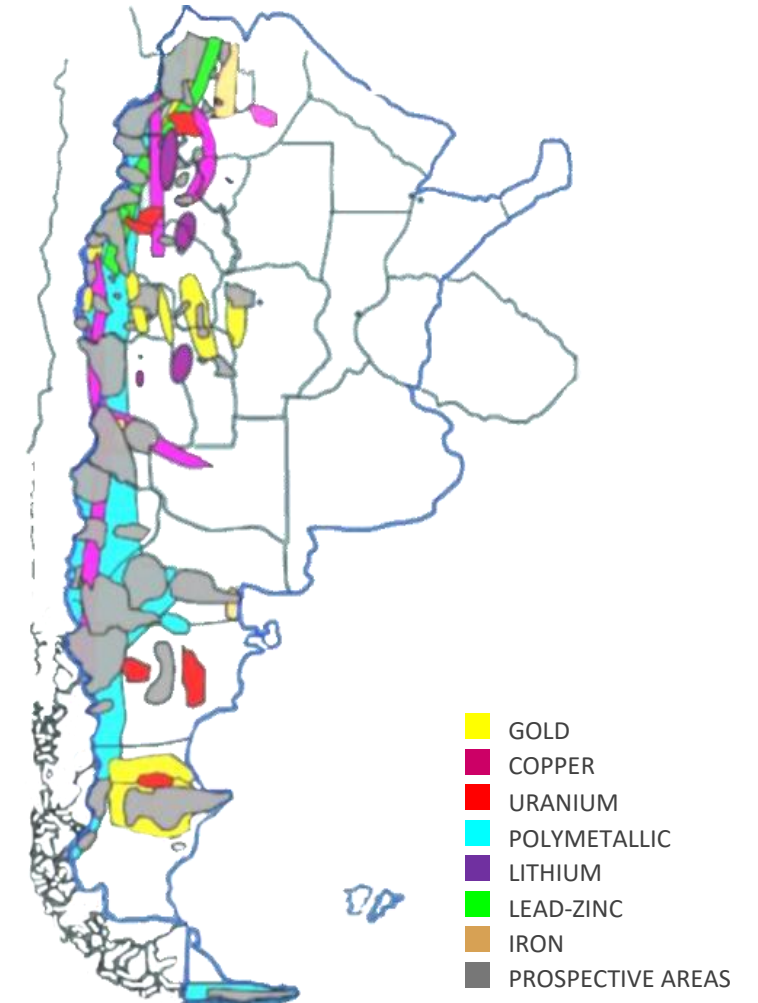 GOLD
COPPER
URANIUM
POLYMETALLIC
LITHIUM
LEAD-ZINC
IRON
PROSPECTIVE AREAS